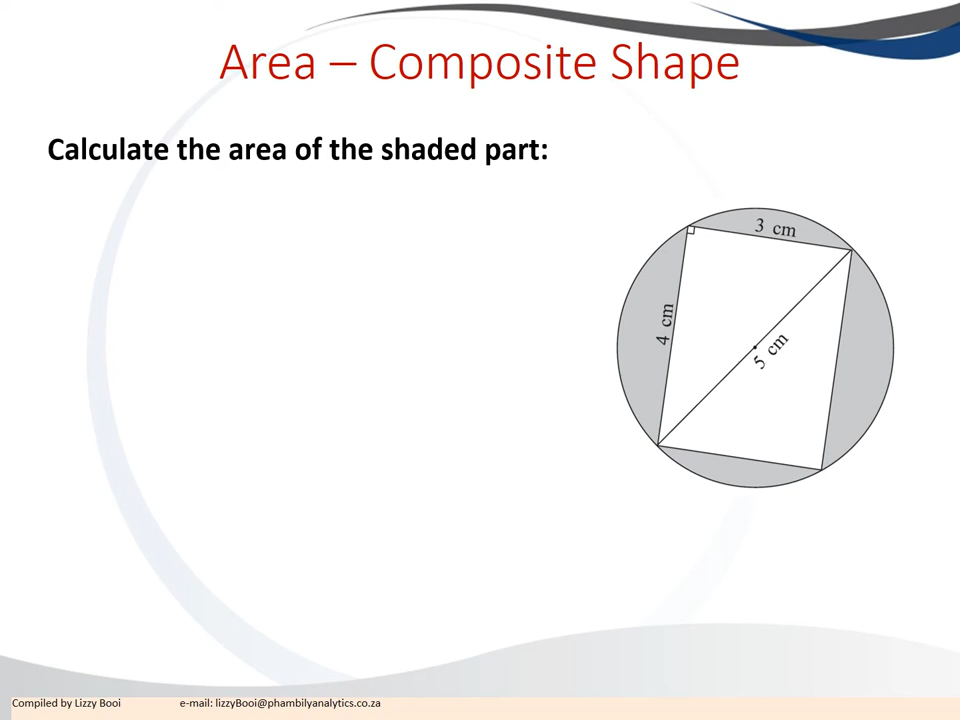 Area – Composite Shape
Calculate the area of the shaded part:
3 cm
4 cm
5 cm
Compiled by Lizzy Booi e-mail: lizzyBooi@phambilyanalytics.co.za